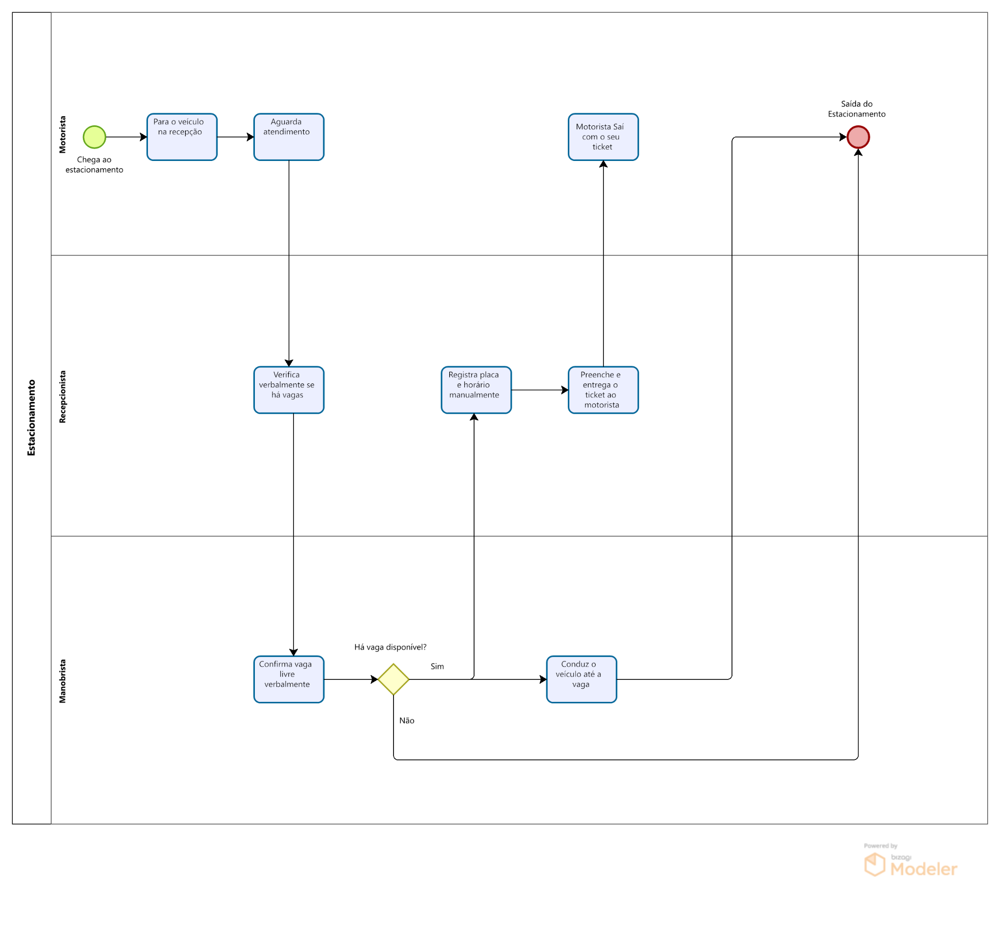 Estacionamento
Motorista
Chega ao
estacionamento
Para o veículo
na recepção
Aguarda
atendimento
Motorista Saí
com o seu
ticket
Saída do
Estacionamento
Recepcionista
Verifica
verbalmente se
há vagas
Registra placa
e horário
manualmente
Preenche e
entrega o
ticket ao
motorista
Manobrista
Confirma vaga
livre
verbalmente
Há vaga disponível?
Sim
Não
Conduz o
veículo até a
vaga
Powered by
bizagi
Modeler